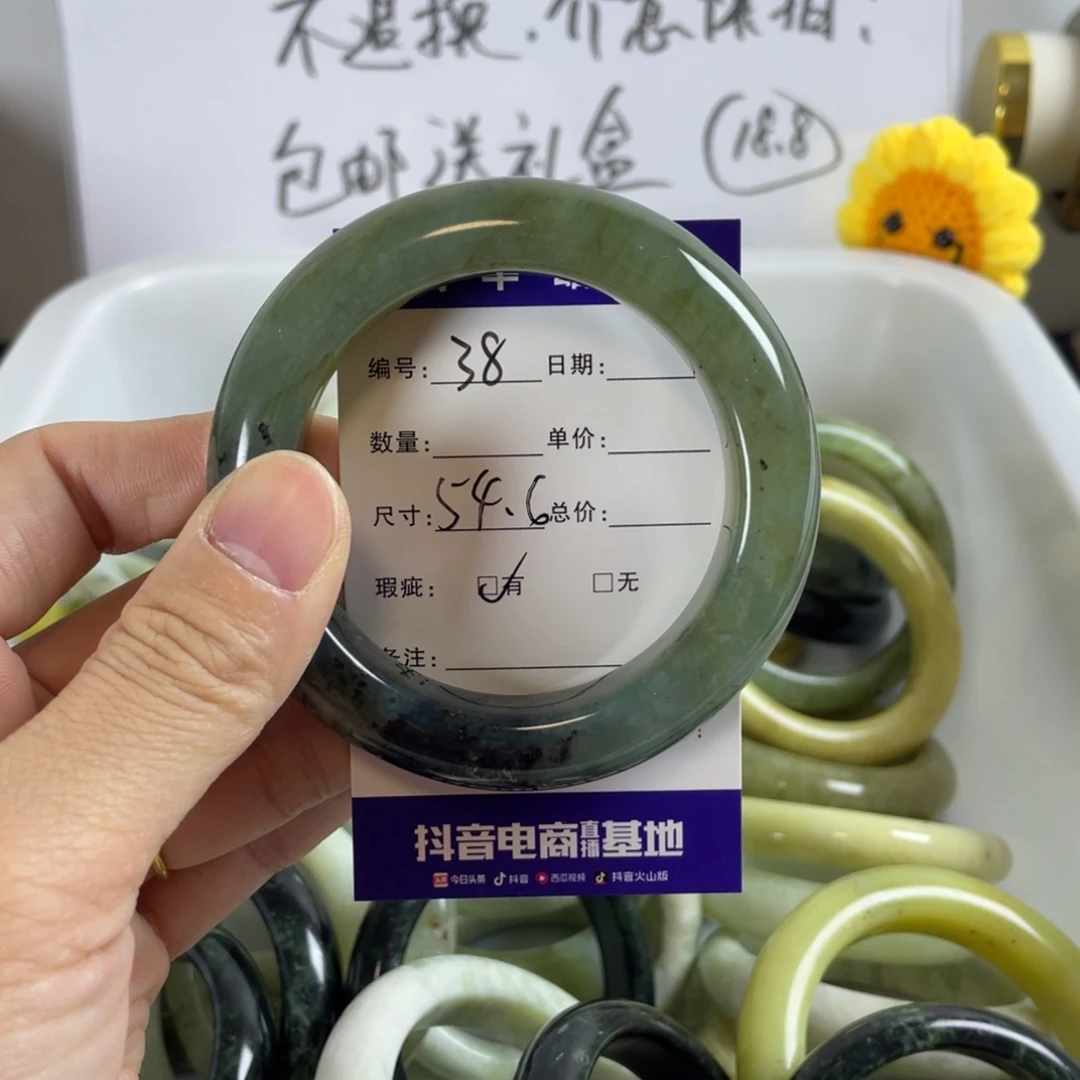 不退换，介意慎拍！
包邮送礼盒 18.8
编号：38 日期：
数量： 单价：
尺寸：54.6 总价：
瑕疵： ☑有 □无
备注：
抖音电商直播基地
今日头条 抖音 西瓜视频 抖音火山版